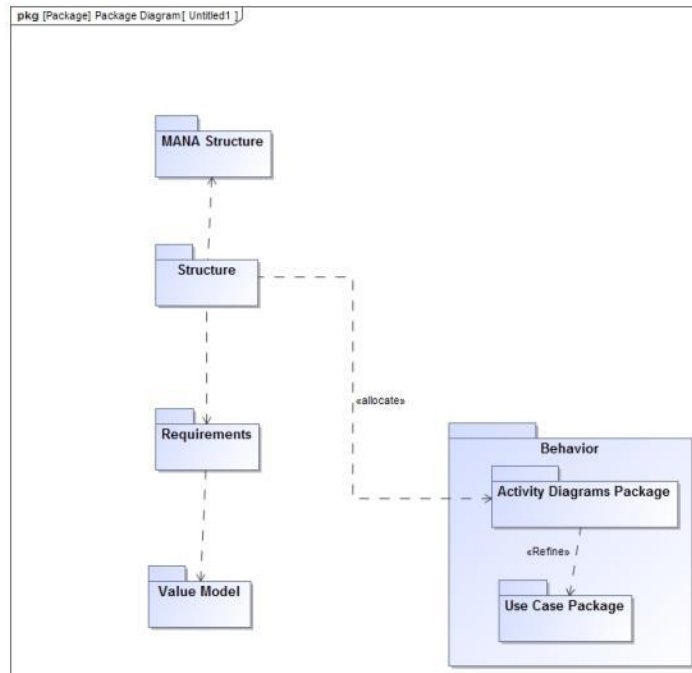 pkg [Package] Package Diagram[ Untitled1 ]
MANA Structure
Structure
«allocate»
Requirements
Behavior
Activity Diagrams Package
«Refine»
Value Model
Use Case Package